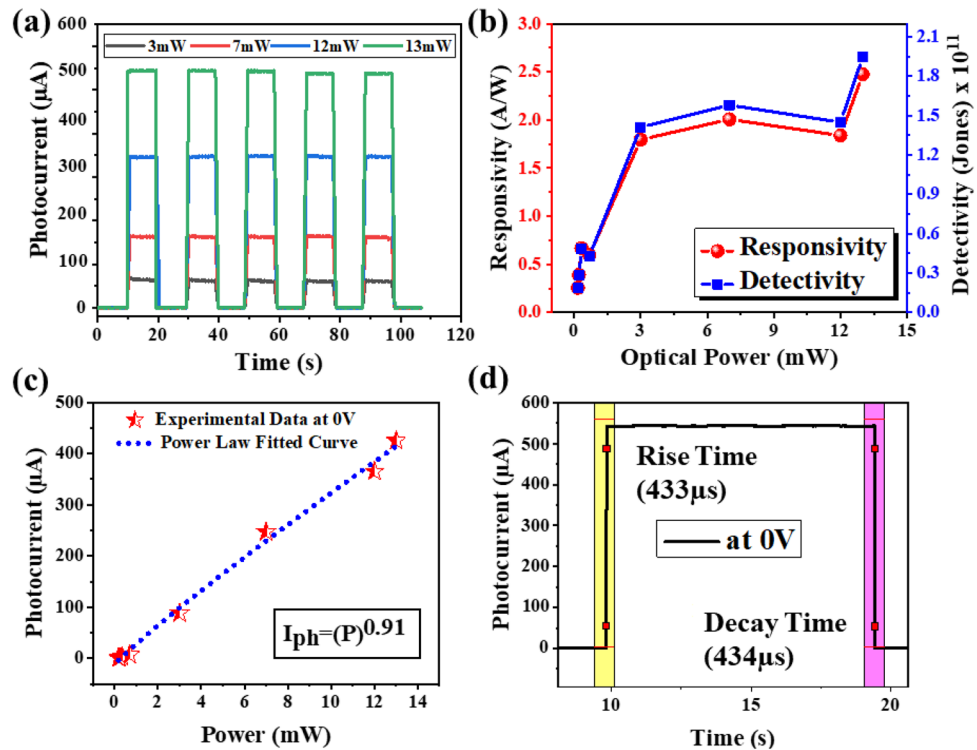 (a)
600
500
400
300
200
100
0
Photocurrent (µA)
3mW 7mW 12mW 13mW
0 20 40 60 80 100 120
Time (s)
(b)
3.0
2.5
2.0
1.5
1.0
0.5
0.0
Responsivity (A/W)
2.1
1.8
1.5
1.2
0.9
0.6
0.3
0.0
Detectivity (Jones) x 10¹¹
Responsivity
Detectivity
0 3 6 9 12 15
Optical Power (mW)
(c)
500
400
300
200
100
0
Photocurrent (µA)
Experimental Data at 0V
Power Law Fitted Curve
Iph=(P)0.91
0 2 4 6 8 10 12 14
Power (mW)
(d)
600
500
400
300
200
100
0
Photocurrent (µA)
Rise Time
(433µs)
at 0V
Decay Time
(434µs)
10 15 20
Time (s)